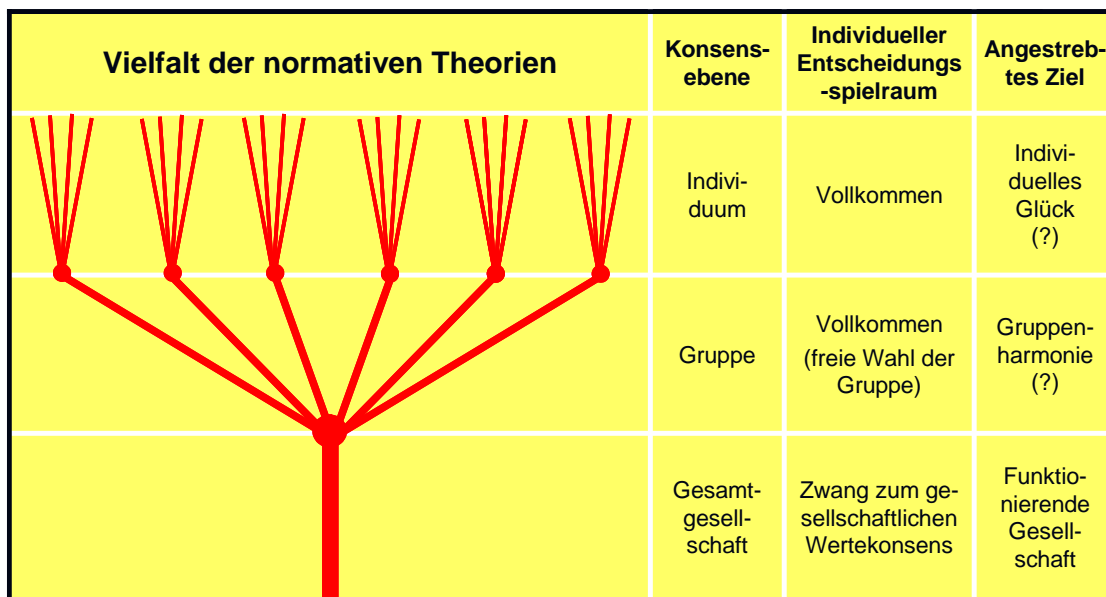 Vielfalt der normativen Theorien
Konsens-
ebene
Individueller
Entscheidungs
-spielraum
Angestreb-
tes Ziel
Indivi-
duum
Vollkommen
Indivi-
duelles
Glück
(?)
Gruppe
Vollkommen
(freie Wahl der
Gruppe)
Gruppen-
harmonie
(?)
Gesamt-
gesell-
schaft
Zwang zum ge-
sellschaftlichen
Wertekonsens
Funktio-
nierende
Gesell-
schaft